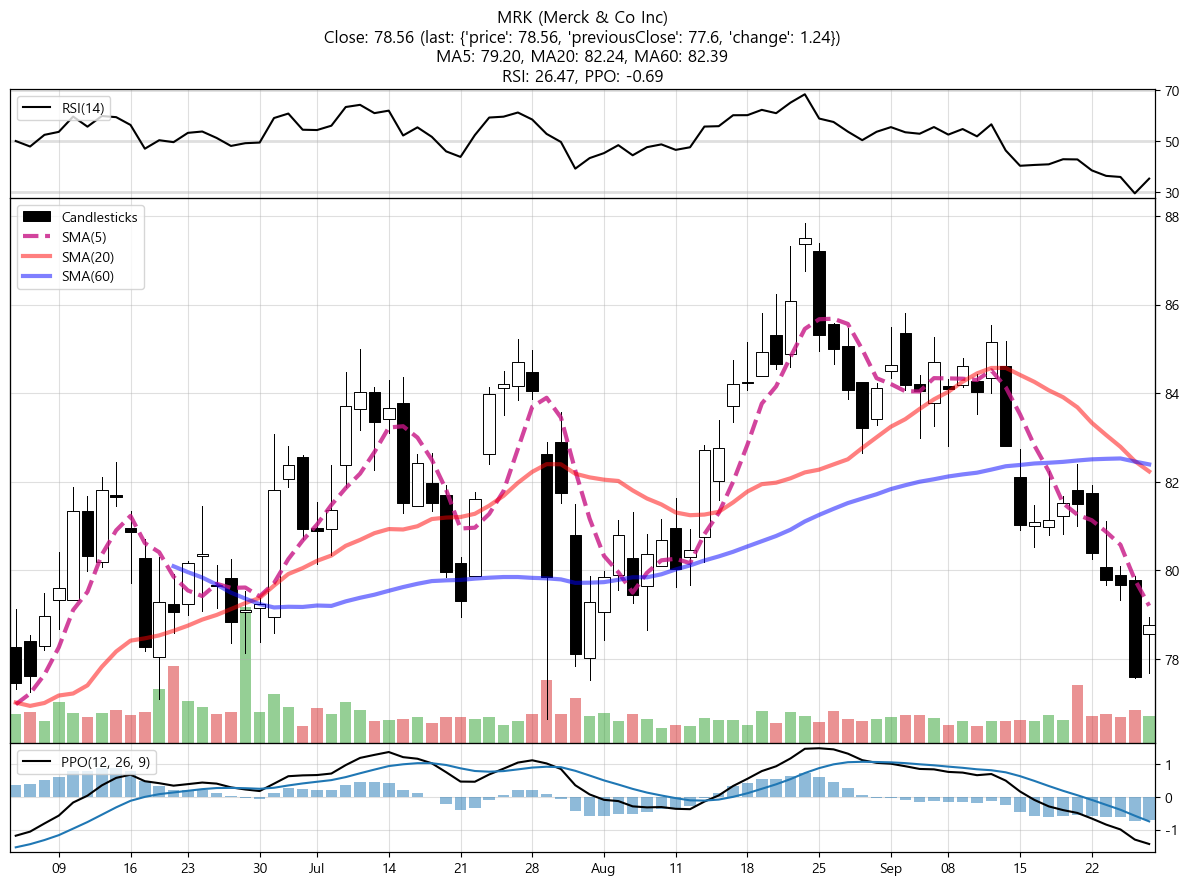 MRK (Merck & Co Inc)
Close: 78.56 (last: {'price': 78.56, 'previousClose': 77.6, 'change': 1.24})
MA5: 79.20, MA20: 82.24, MA60: 82.39
RSI: 26.47, PPO: -0.69
RSI(14)
70
50
30
Candlesticks
SMA(5)
SMA(20)
SMA(60)
88
86
84
82
80
78
PPO(12, 26, 9)
1
0
-1
09 16 23 30 Jul 14 21 28 Aug 11 18 25 Sep 08 15 22